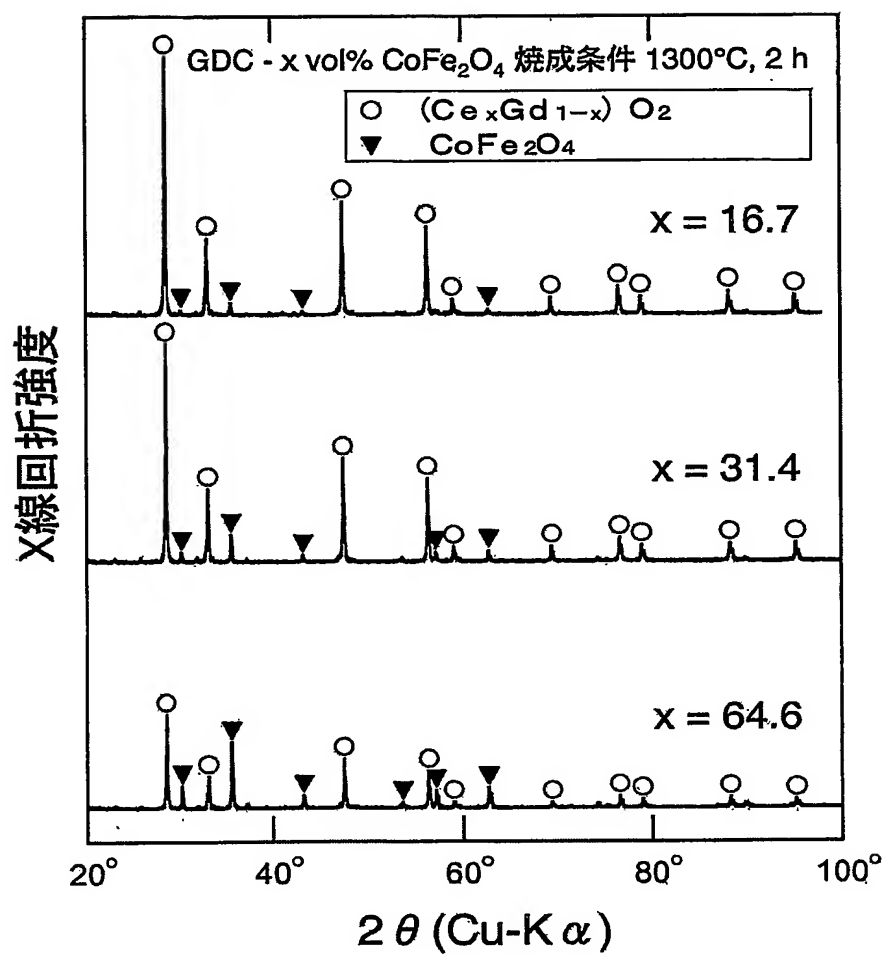 GDC - x vol% CoFe₂O₄ 焼成条件 1300°C, 2 h
○ (CeₓGd₁₋ₓ) O₂
▼ CoFe₂O₄
x = 16.7
x = 31.4
x = 64.6
X線回折強度
20° 40° 60° 80° 100°
2 θ (Cu-K α)